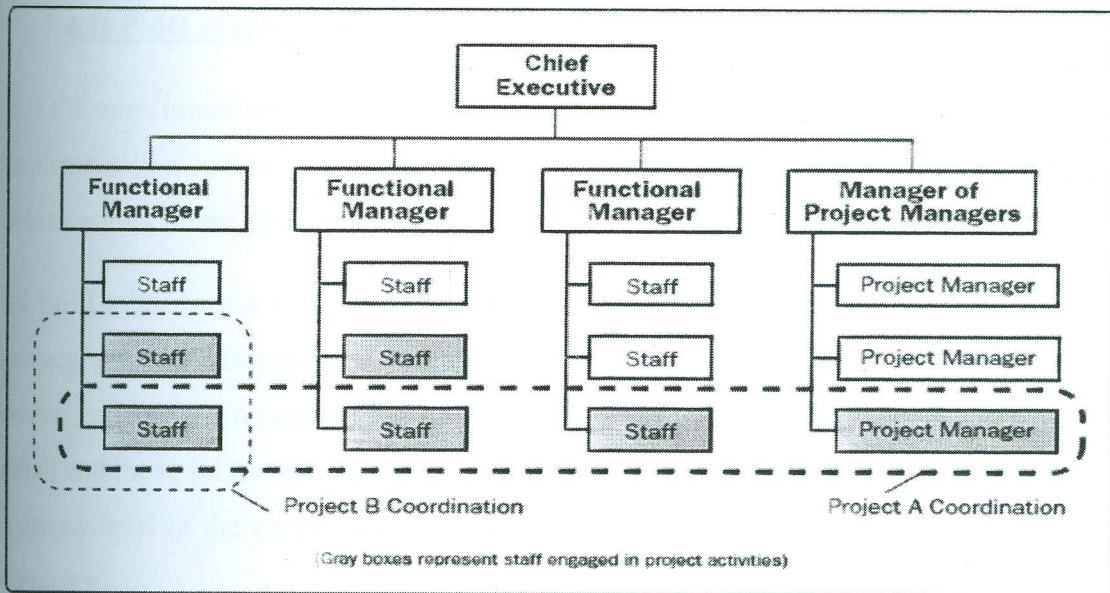 Chief
Executive
Functional
Manager
Functional
Manager
Functional
Manager
Manager of
Project Managers
Staff
Staff
Staff
Project Manager
Staff
Staff
Staff
Project Manager
Staff
Staff
Staff
Project Manager
Project B Coordination
Project A Coordination
(Gray boxes represent staff engaged in project activities)